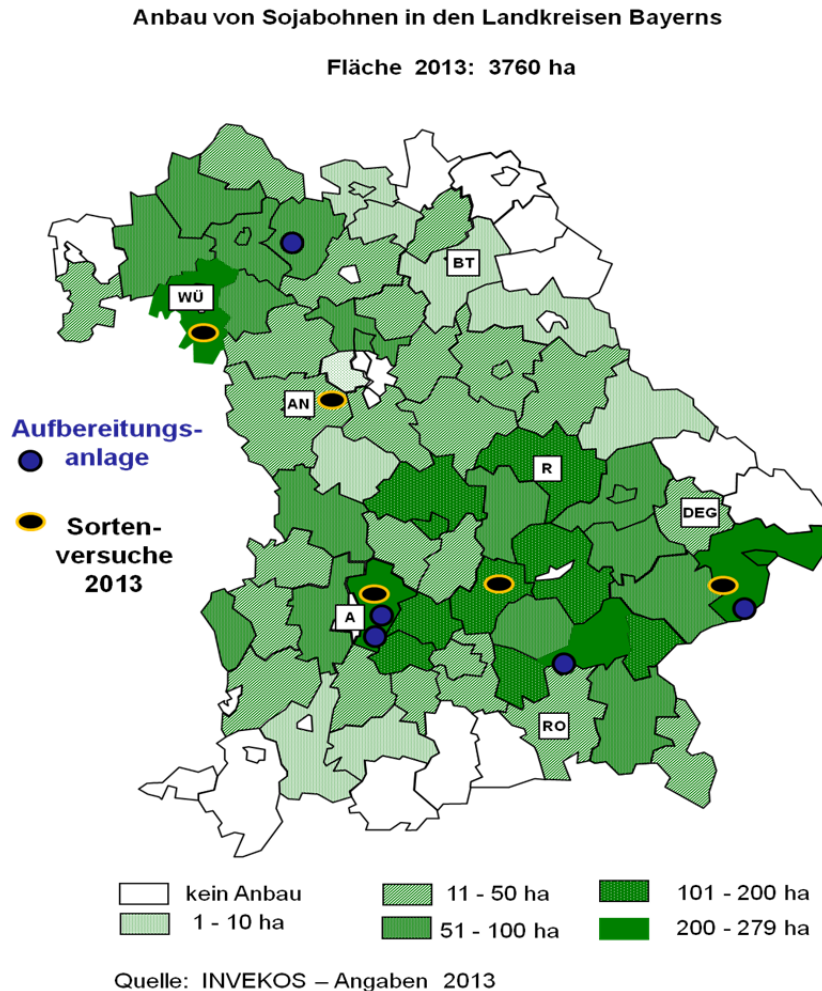 Anbau von Sojabohnen in den Landkreisen Bayerns
Fläche 2013: 3760 ha
BT
WÜ
AN
Aufbereitungs-
anlage
R
DEG
Sorten-
versuche
2013
A
RO
kein Anbau
11 - 50 ha
101 - 200 ha
1 - 10 ha
51 - 100 ha
200 - 279 ha
Quelle: INVEKOS – Angaben 2013